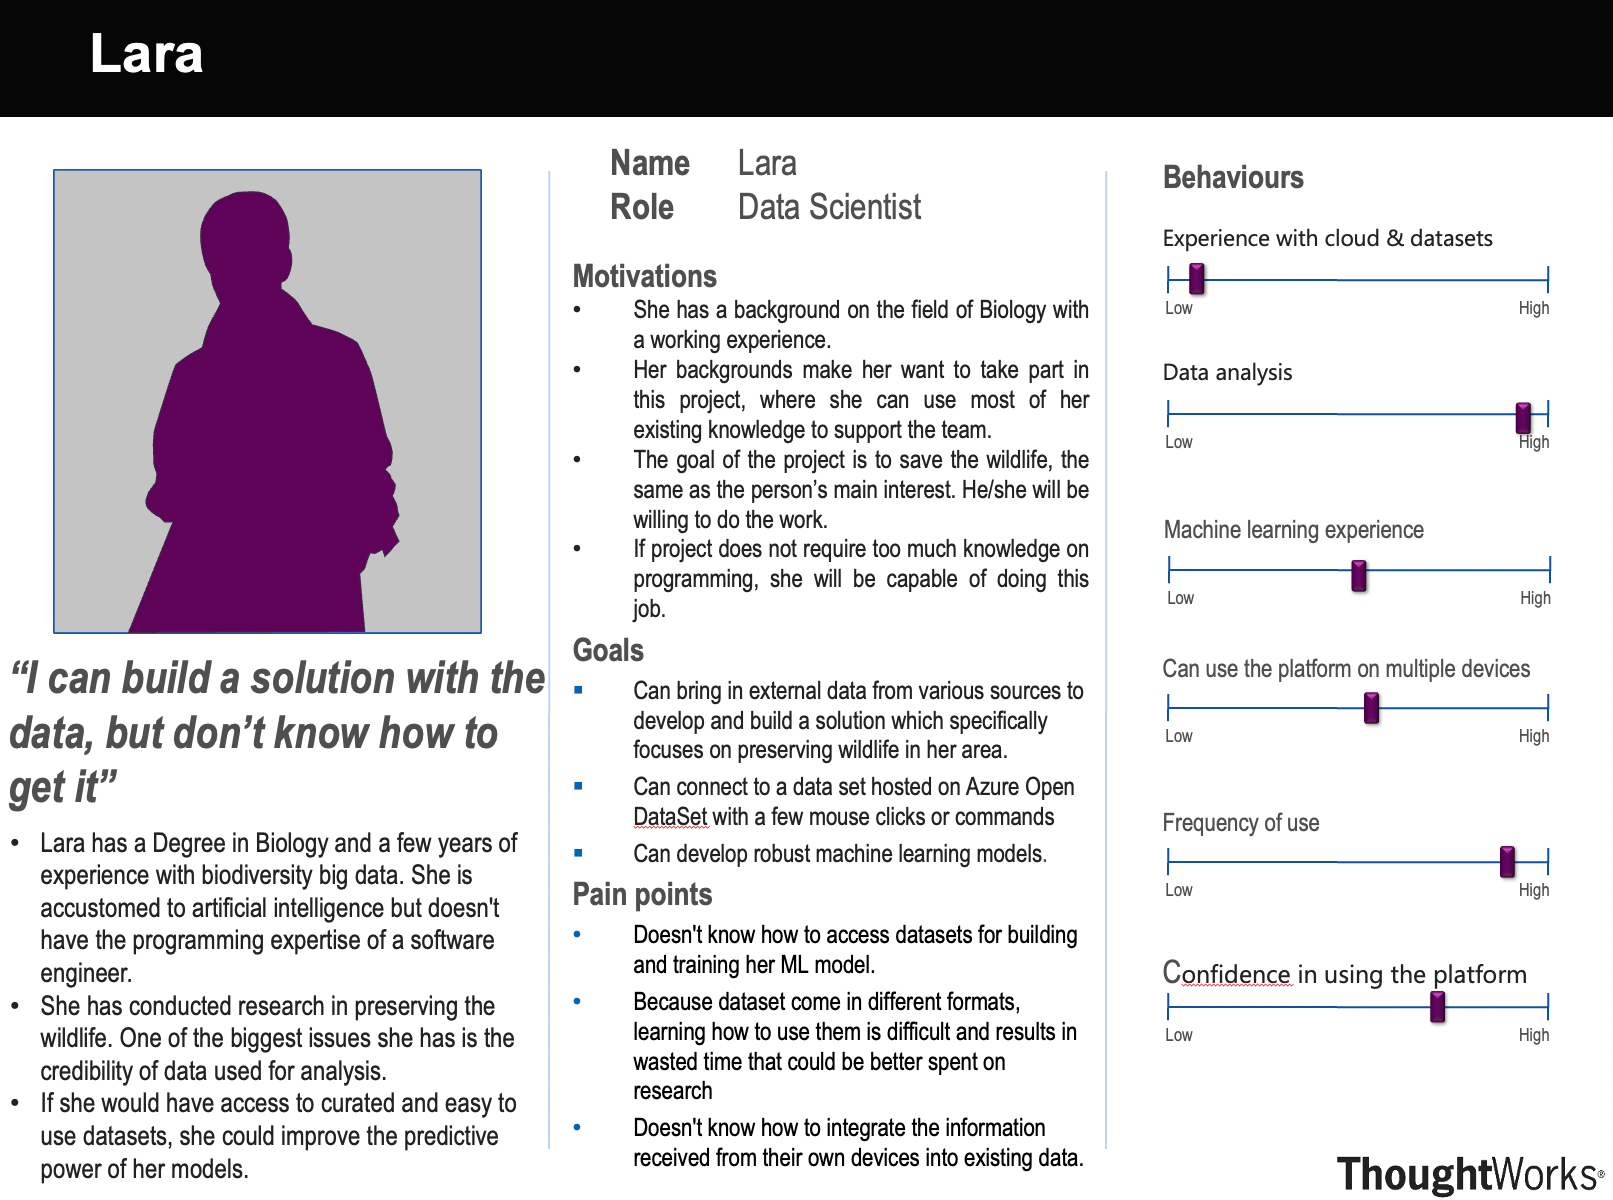 Lara
“I can build a solution with the
data, but don’t know how to
get it”
• Lara has a Degree in Biology and a few years of
experience with biodiversity big data. She is
accustomed to artificial intelligence but doesn't
have the programming expertise of a software
engineer.
• She has conducted research in preserving the
wildlife. One of the biggest issues she has is the
credibility of data used for analysis.
• If she would have access to curated and easy to
use datasets, she could improve the predictive
power of her models.
Name Lara
Role Data Scientist
Motivations
• She has a background on the field of Biology with
a working experience.
• Her backgrounds make her want to take part in
this project, where she can use most of her
existing knowledge to support the team.
• The goal of the project is to save the wildlife, the
same as the person’s main interest. He/she will be
willing to do the work.
• If project does not require too much knowledge on
programming, she will be capable of doing this
job.
Goals
▪ Can bring in external data from various sources to
develop and build a solution which specifically
focuses on preserving wildlife in her area.
▪ Can connect to a data set hosted on Azure Open
DataSet with a few mouse clicks or commands
▪ Can develop robust machine learning models.
Pain points
• Doesn't know how to access datasets for building
and training her ML model.
• Because dataset come in different formats,
learning how to use them is difficult and results in
wasted time that could be better spent on
research
• Doesn't know how to integrate the information
received from their own devices into existing data.
Behaviours
Experience with cloud & datasets
Low High
Data analysis
Low High
Machine learning experience
Low High
Can use the platform on multiple devices
Low High
Frequency of use
Low High
Confidence in using the platform
Low High
ThoughtWorks®